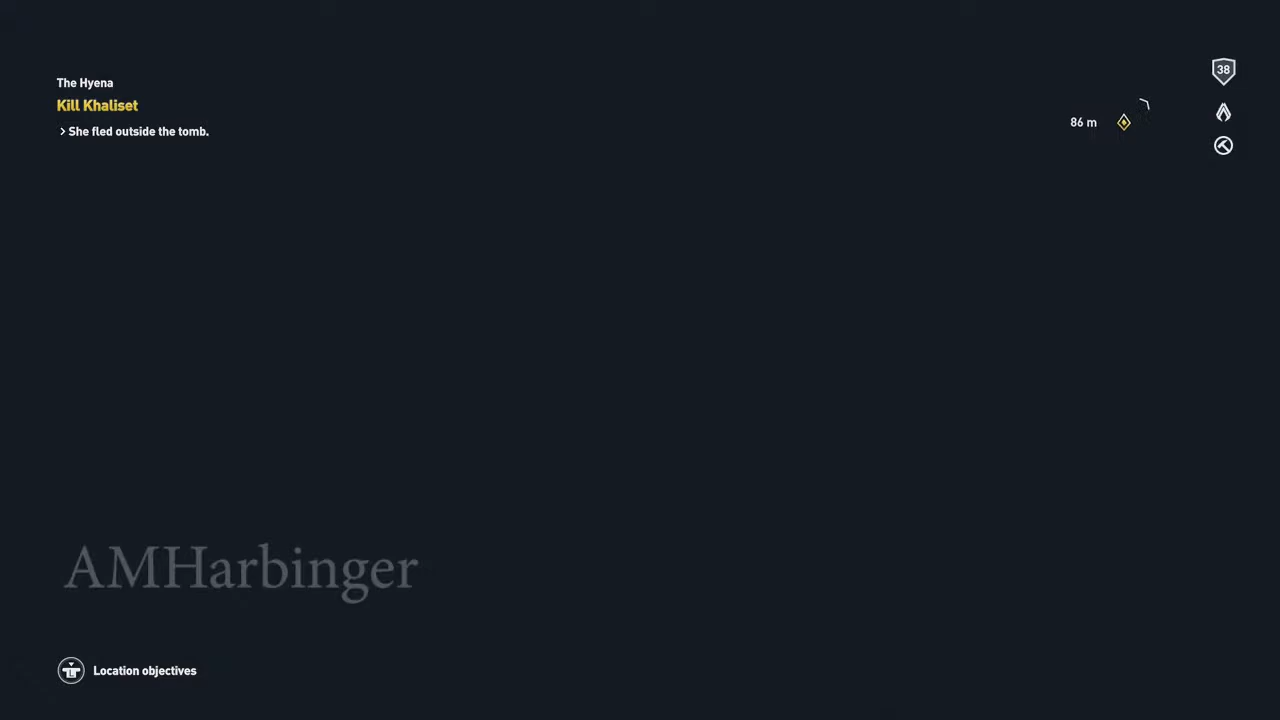 The Hyena
Kill Khaliset
> She fled outside the tomb.
38
86 m
AMHarbinger
L
Location objectives